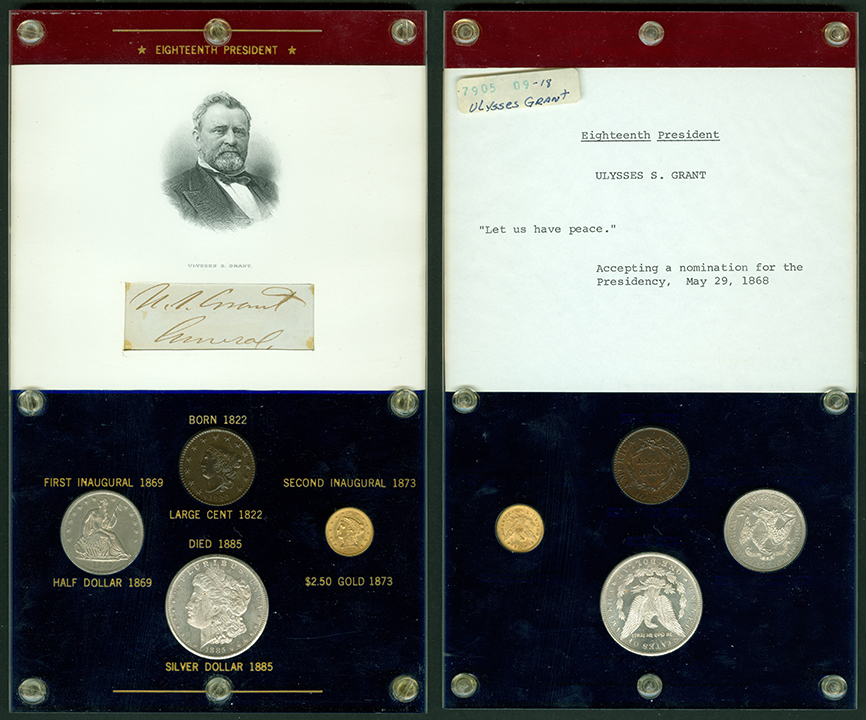 ★ EIGHTEENTH PRESIDENT ★
ULYSSES S. GRANT.
U.S. Grant
General,
BORN 1822
FIRST INAUGURAL 1869
SECOND INAUGURAL 1873
LARGE CENT 1822
DIED 1885
HALF DOLLAR 1869
$2.50 GOLD 1873
1885
SILVER DOLLAR 1885
7905 09-18
Ulysses Grant
Eighteenth President
ULYSSES S. GRANT
"Let us have peace."
Accepting a nomination for the
Presidency, May 29, 1868